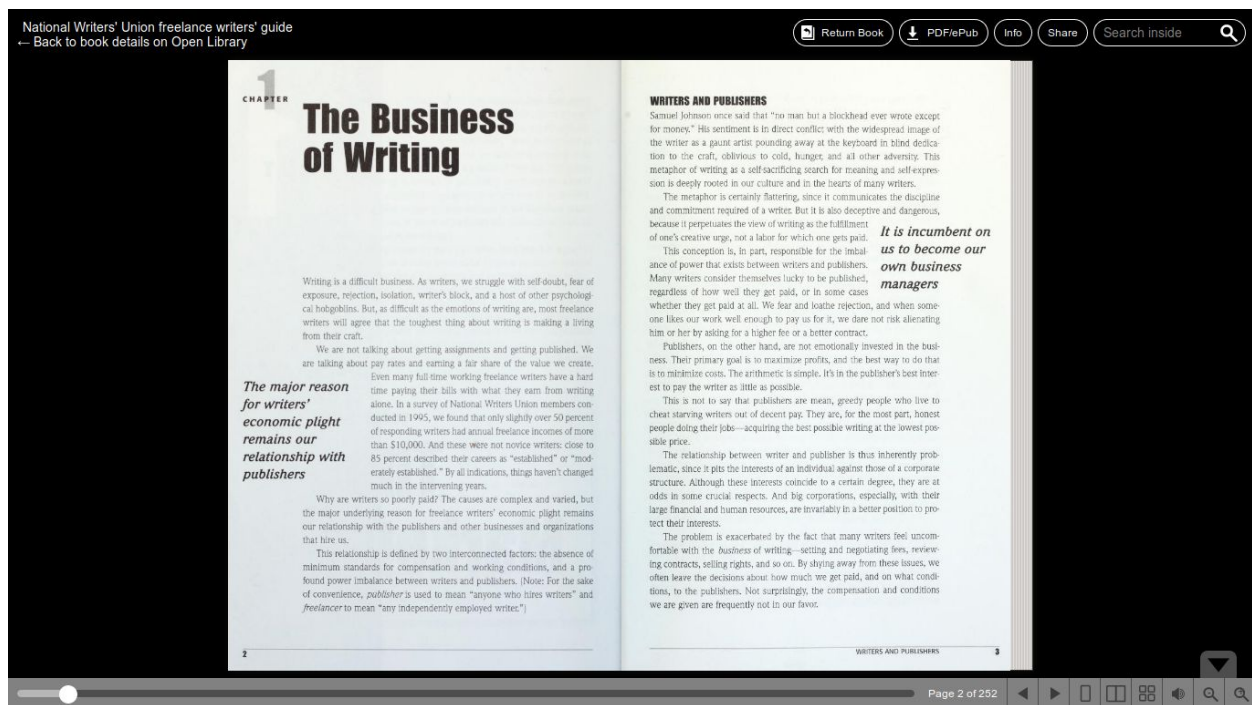 National Writers' Union freelance writers' guide
← Back to book details on Open Library
Return Book
PDF/ePub
Info
Share
Search inside
1
CHAPTER
The Business
of Writing
Writing is a difficult business. As writers, we struggle with self-doubt, fear of
exposure, rejection, isolation, writer's block, and a host of other psychologi-
cal hobgoblins. But, as difficult as the emotions of writing are, most freelance
writers will agree that the toughest thing about writing is making a living
from their craft.
We are not talking about getting assignments and getting published. We
are talking about pay rates and earning a fair share of the value we create.
Even many full-time working freelance writers have a hard
time paying their bills with what they earn from writing
alone. In a survey of National Writers Union members con-
ducted in 1995, we found that only slightly over 50 percent
of responding writers had annual freelance incomes of more
than $10,000. And these were not novice writers: close to
85 percent described their careers as "established" or "mod-
erately established." By all indications, things haven't changed
much in the intervening years.
The major reason
for writers'
economic plight
remains our
relationship with
publishers
Why are writers so poorly paid? The causes are complex and varied, but
the major underlying reason for freelance writers' economic plight remains
our relationship with the publishers and other businesses and organizations
that hire us.
This relationship is defined by two interconnected factors: the absence of
minimum standards for compensation and working conditions, and a pro-
found power imbalance between writers and publishers. (Note: For the sake
of convenience, publisher is used to mean "anyone who hires writers" and
freelancer to mean "any independently employed writer.")
2
WRITERS AND PUBLISHERS
Samuel Johnson once said that "no man but a blockhead ever wrote except
for money." His sentiment is in direct conflict with the widespread image of
the writer as a gaunt artist pounding away at the keyboard in blind dedica-
tion to the craft, oblivious to cold, hunger, and all other adversity. This
metaphor of writing as a self-sacrificing search for meaning and self-expres-
sion is deeply rooted in our culture and in the hearts of many writers.
The metaphor is certainly flattering, since it communicates the discipline
and commitment required of a writer. But it is also deceptive and dangerous,
because it perpetuates the view of writing as the fulfillment
of one's creative urge, not a labor for which one gets paid.
This conception is, in part, responsible for the imbal-
ance of power that exists between writers and publishers.
Many writers consider themselves lucky to be published,
regardless of how well they get paid, or in some cases
whether they get paid at all. We fear and loathe rejection, and when some-
one likes our work well enough to pay us for it, we dare not risk alienating
him or her by asking for a higher fee or a better contract.
It is incumbent on
us to become our
own business
managers
Publishers, on the other hand, are not emotionally invested in the busi-
ness. Their primary goal is to maximize profits, and the best way to do that
is to minimize costs. The arithmetic is simple. It's in the publisher's best inter-
est to pay the writer as little as possible.
This is not to say that publishers are mean, greedy people who live to
cheat starving writers out of decent pay. They are, for the most part, honest
people doing their jobs—acquiring the best possible writing at the lowest pos-
sible price.
The relationship between writer and publisher is thus inherently prob-
lematic, since it pits the interests of an individual against those of a corporate
structure. Although these interests coincide to a certain degree, they are at
odds in some crucial respects. And big corporations, especially, with their
large financial and human resources, are invariably in a better position to pro-
tect their interests.
The problem is exacerbated by the fact that many writers feel uncom-
fortable with the business of writing—setting and negotiating fees, review-
ing contracts, selling rights, and so on. By shying away from these issues, we
often leave the decisions about how much we get paid, and on what condi-
tions, to the publishers. Not surprisingly, the compensation and conditions
we are given are frequently not in our favor.
WRITERS AND PUBLISHERS
3
Page 2 of 252